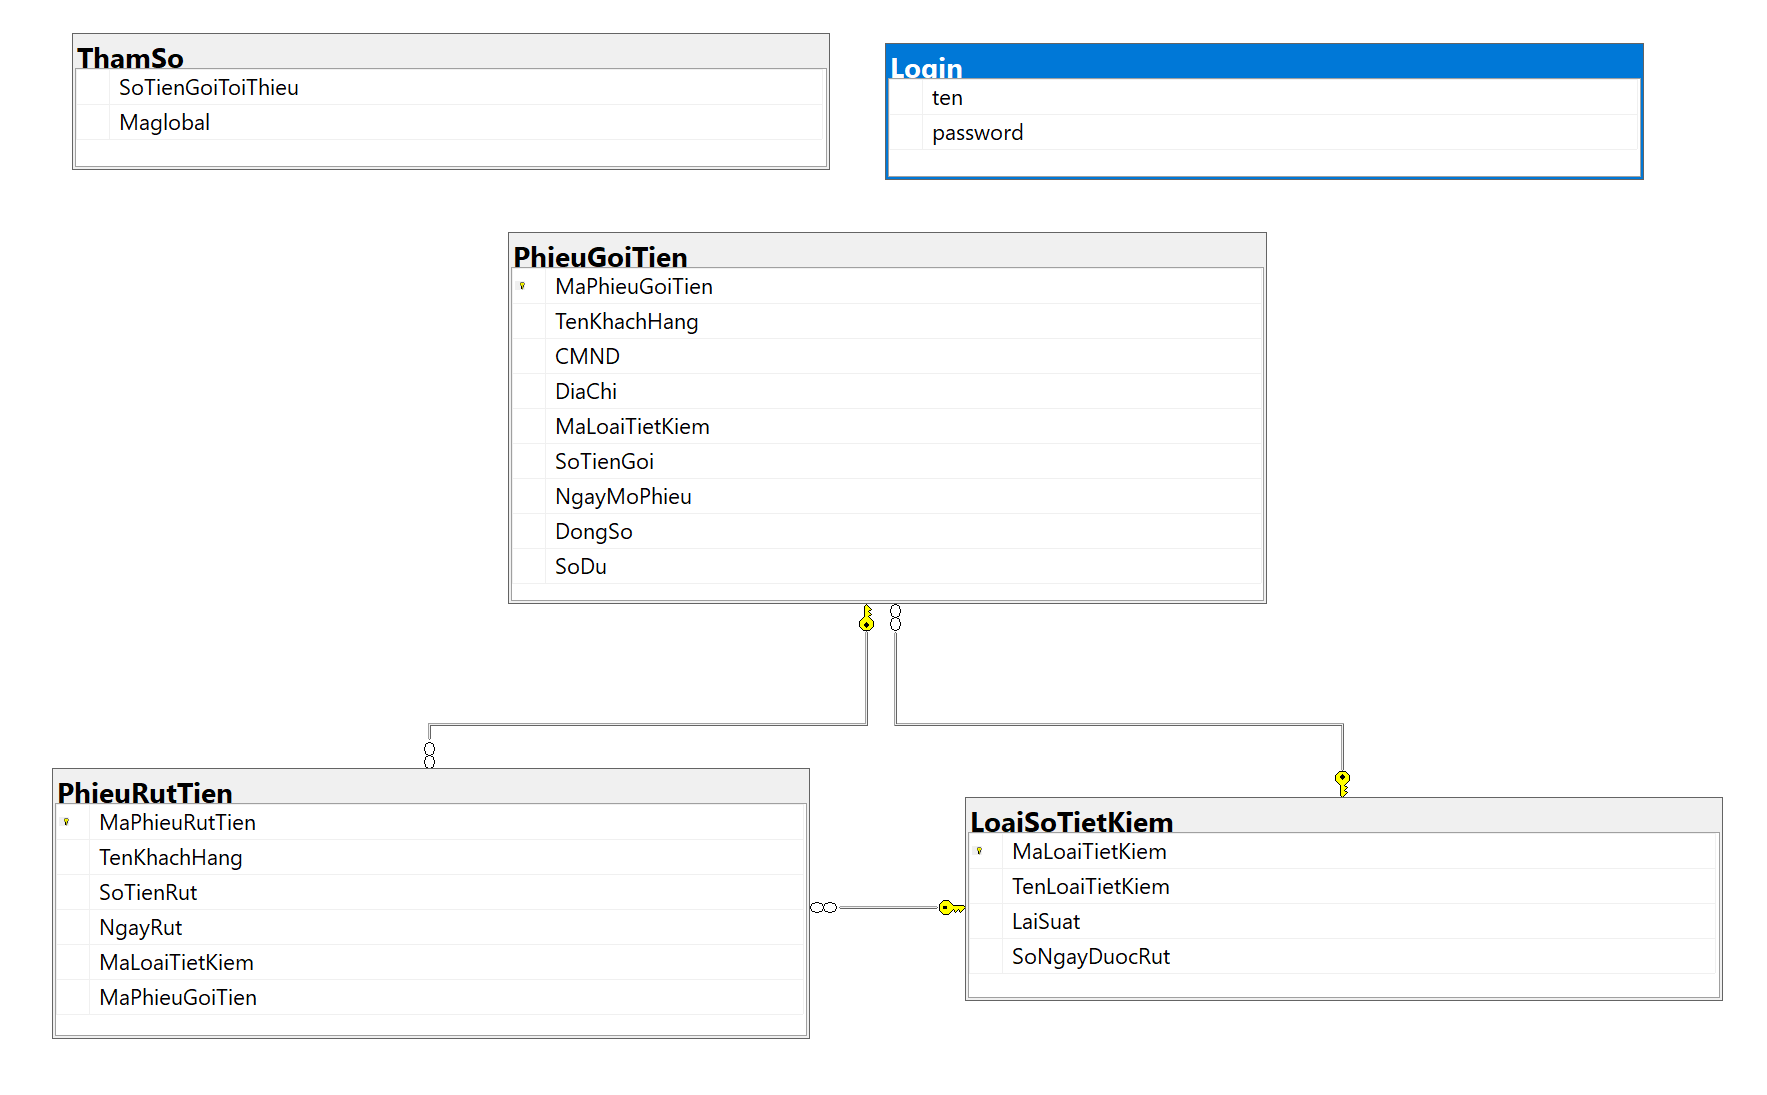 ThamSo
SoTienGoiToiThieu
Maglobal
Login
ten
password
PhieuGoiTien
MaPhieuGoiTien
TenKhachHang
CMND
DiaChi
MaLoaiTietKiem
SoTienGoi
NgayMoPhieu
DongSo
SoDu
PhieuRutTien
MaPhieuRutTien
TenKhachHang
SoTienRut
NgayRut
MaLoaiTietKiem
MaPhieuGoiTien
LoaiSoTietKiem
MaLoaiTietKiem
TenLoaiTietKiem
LaiSuat
SoNgayDuocRut